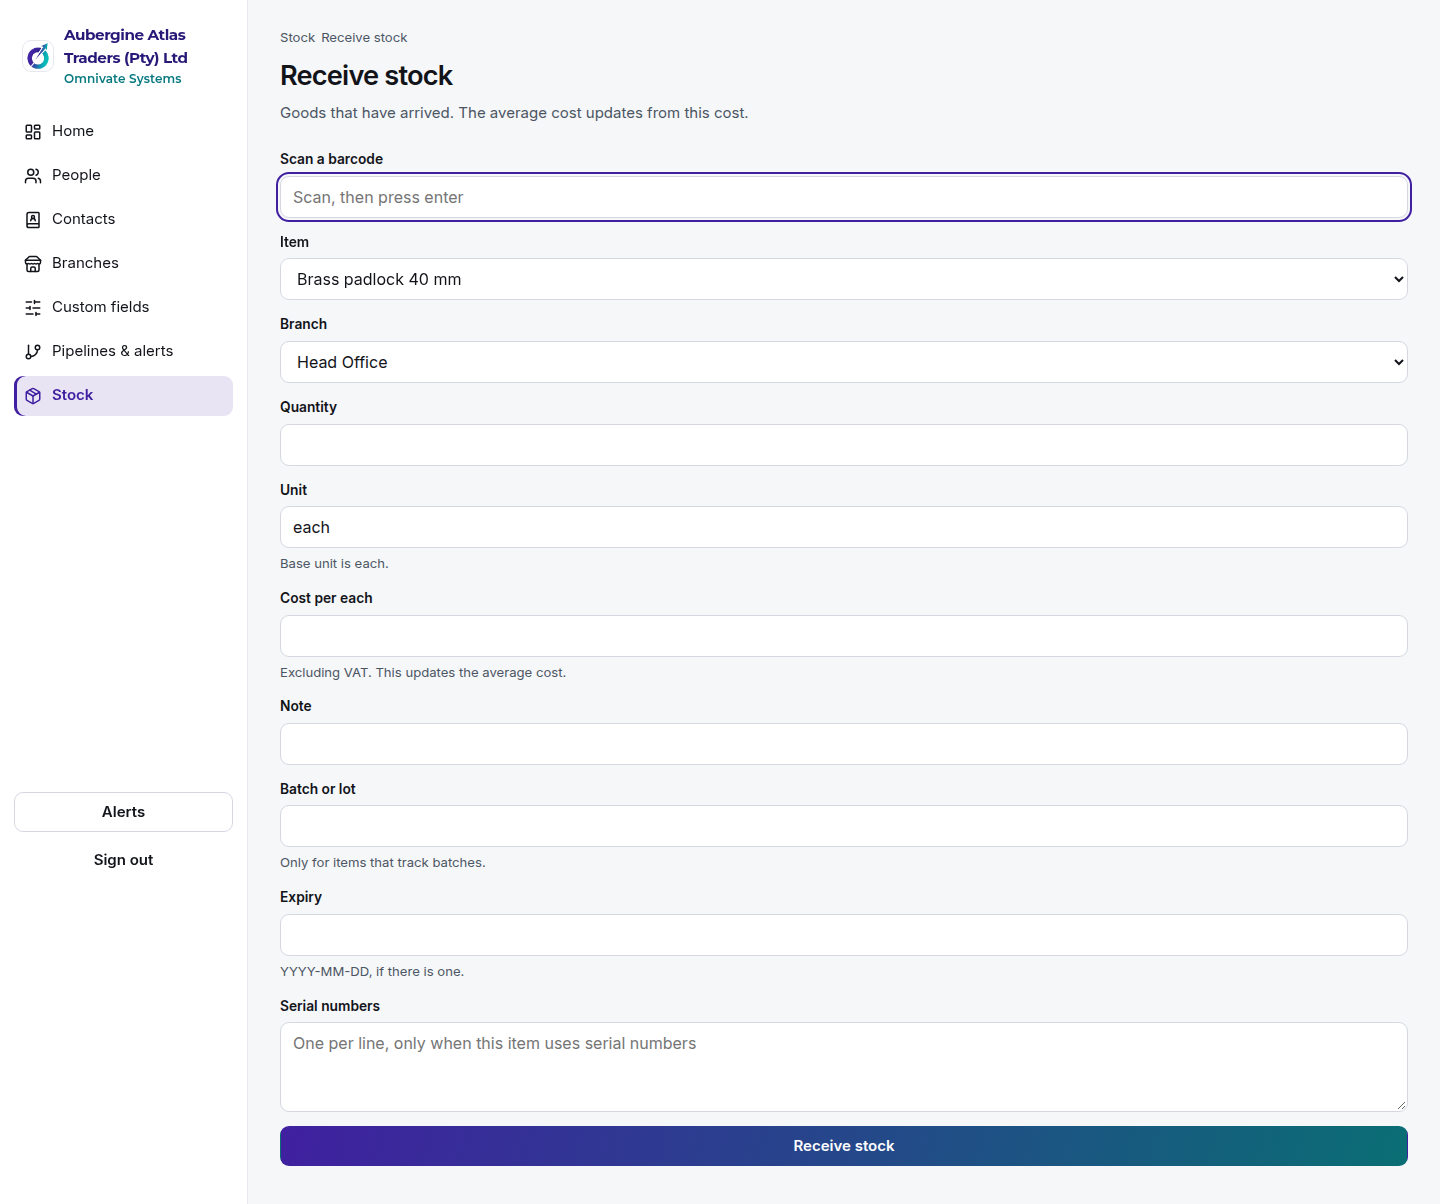 Aubergine Atlas
Traders (Pty) Ltd
Omnivate Systems
Home
People
Contacts
Branches
Custom fields
Pipelines & alerts
Stock
Alerts
Sign out
Stock Receive stock
Receive stock
Goods that have arrived. The average cost updates from this cost.
Scan a barcode
Scan, then press enter
Item
Brass padlock 40 mm
Branch
Head Office
Quantity
Unit
each
Base unit is each.
Cost per each
Excluding VAT. This updates the average cost.
Note
Batch or lot
Only for items that track batches.
Expiry
YYYY-MM-DD, if there is one.
Serial numbers
One per line, only when this item uses serial numbers
Receive stock